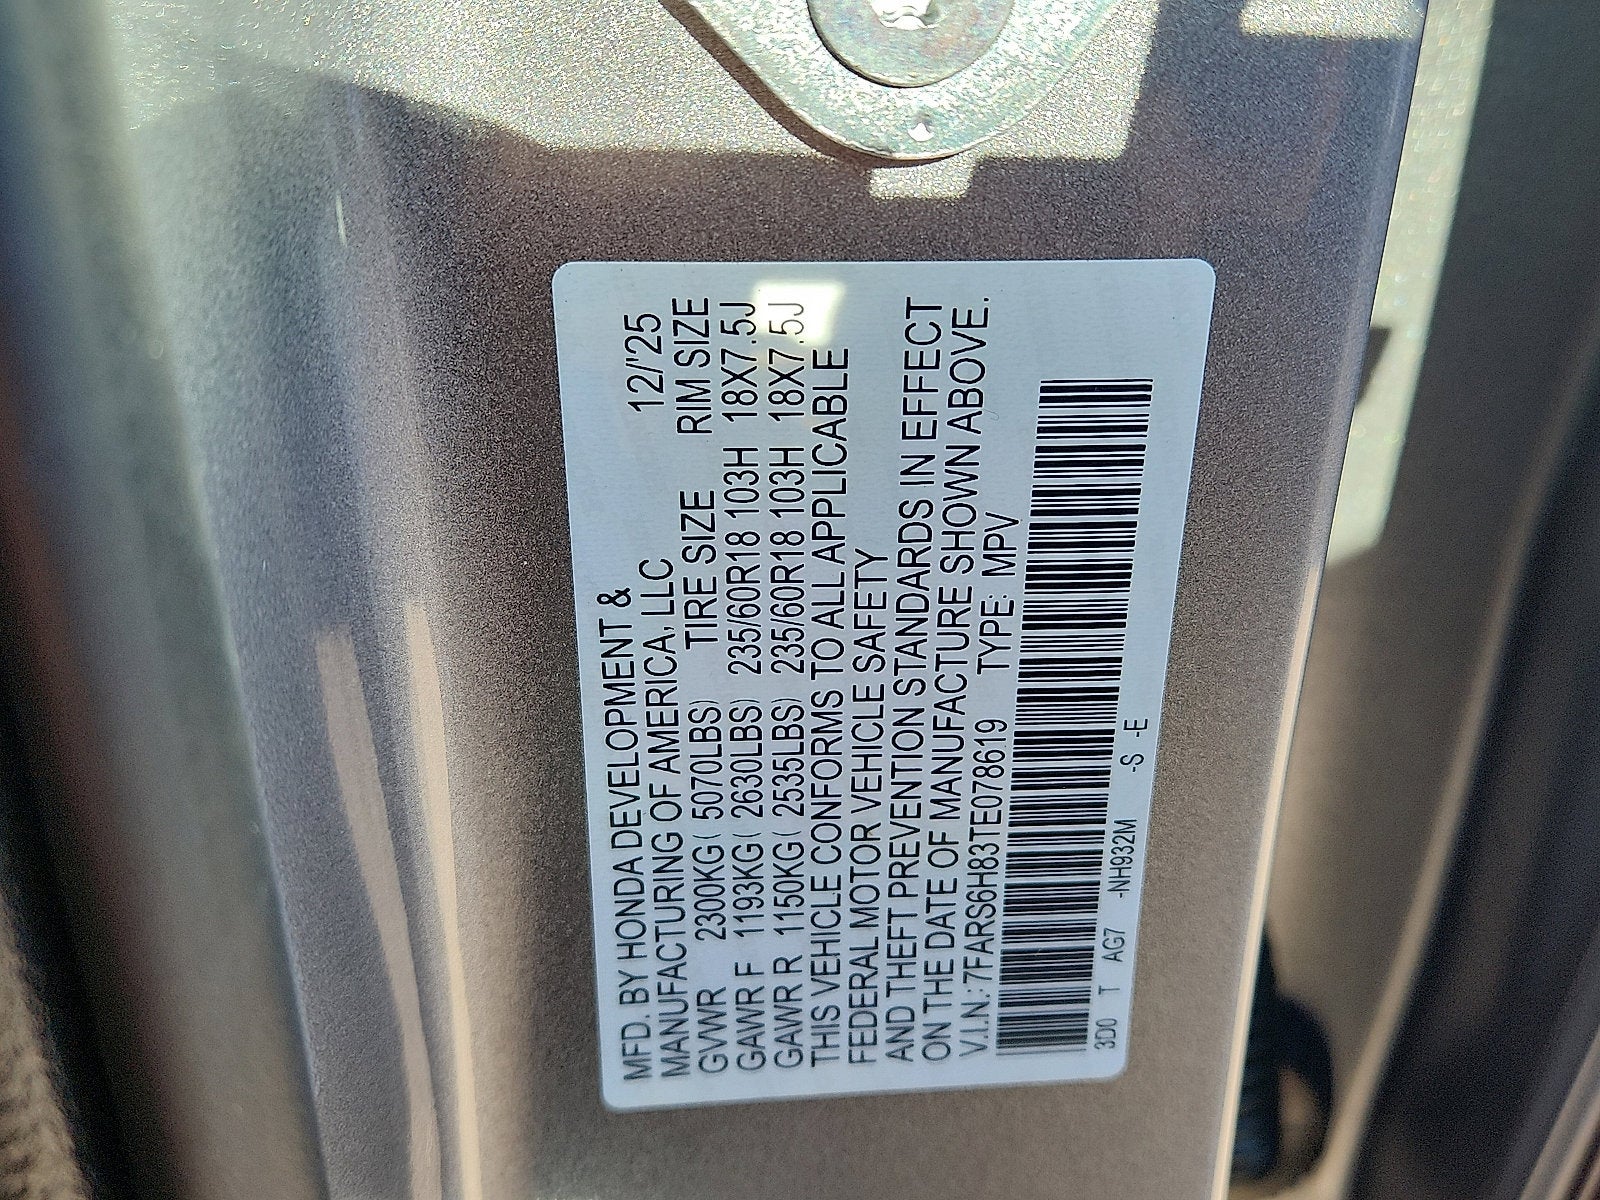 MFD. BY HONDA DEVELOPMENT &
MANUFACTURING OF AMERICA, LLC 12/'25
TIRE SIZE RIM SIZE
GVWR 2300KG( 5070LBS)
GAWR F 1193KG( 2630LBS) 235/60R18 103H 18X7.5J
GAWR R 1150KG( 2535LBS) 235/60R18 103H 18X7.5J
THIS VEHICLE CONFORMS TO ALL APPLICABLE
FEDERAL MOTOR VEHICLE SAFETY
AND THEFT PREVENTION STANDARDS IN EFFECT
ON THE DATE OF MANUFACTURE SHOWN ABOVE.
V.I.N.: 7FARS6H83TE078619 TYPE: MPV
3D0 T AG7 -NH932M -S -E